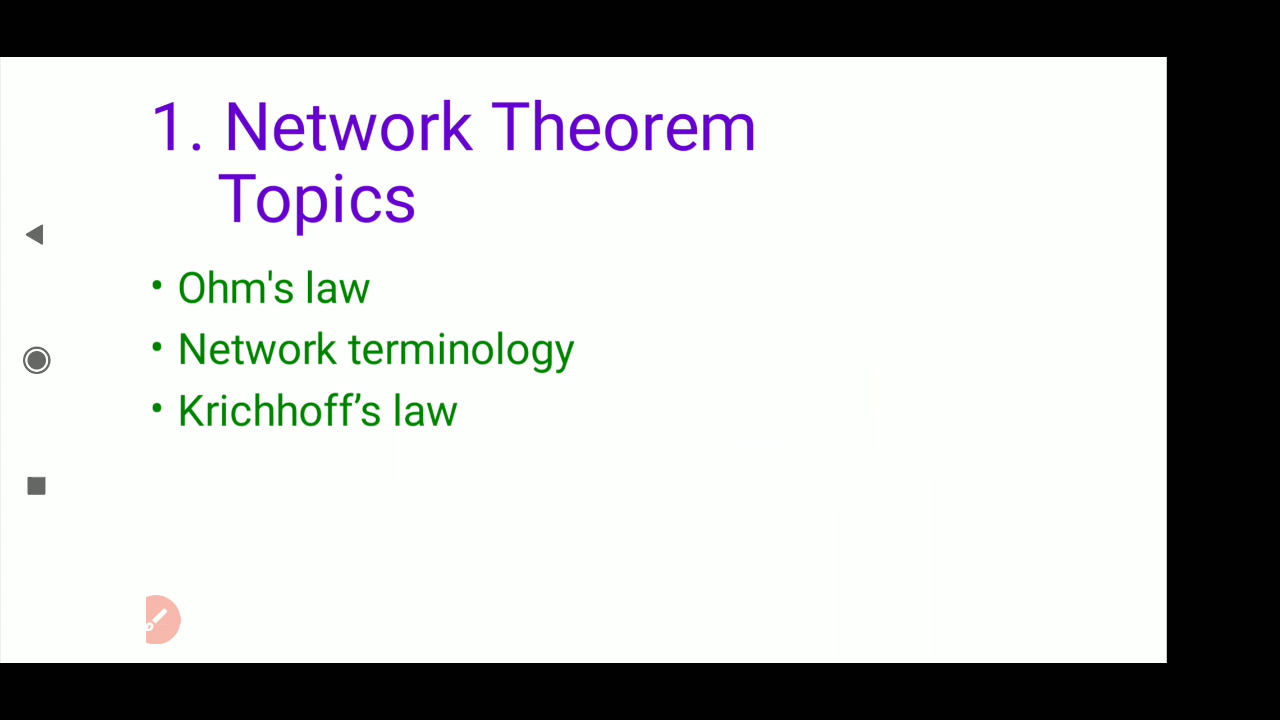 1. Network Theorem
Topics
• Ohm's law
• Network terminology
• Krichhoff’s law